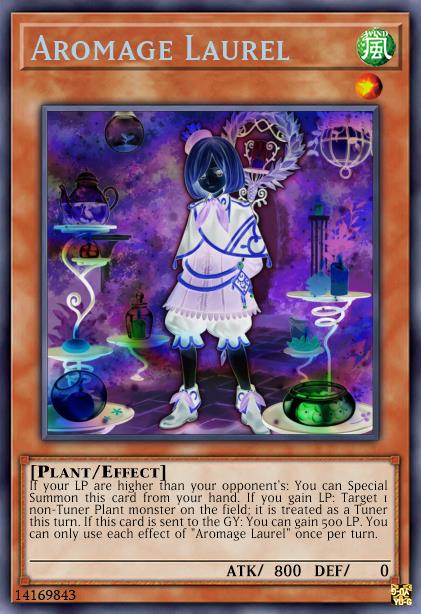 AROMAGE LAUREL
WIND
風
[PLANT/EFFECT]
If your LP are higher than your opponent's: You can Special
Summon this card from your hand. If you gain LP: Target 1
non-Tuner Plant monster on the field; it is treated as a Tuner
this turn. If this card is sent to the GY: You can gain 500 LP. You
can only use each effect of "Aromage Laurel" once per turn.
ATK/ 800 DEF/ 0
14169843